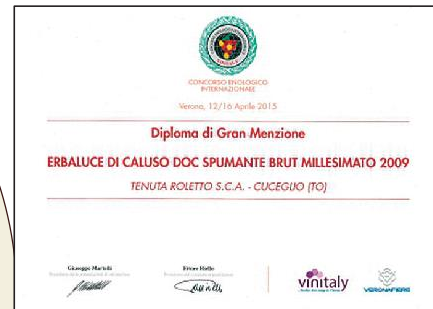 CONCORSO ENOLOGICO
INTERNAZIONALE
Verona, 12/16 Aprile 2015
Diploma di Gran Menzione
ERBALUCE DI CALUSO DOC SPUMANTE BRUT MILLESIMATO 2009
TENUTA ROLETTO S.C.A. - CUCEGLIO (TO)
Giuseppe Martelli
Ettore Riello
vinitaly
VERONAFIERE